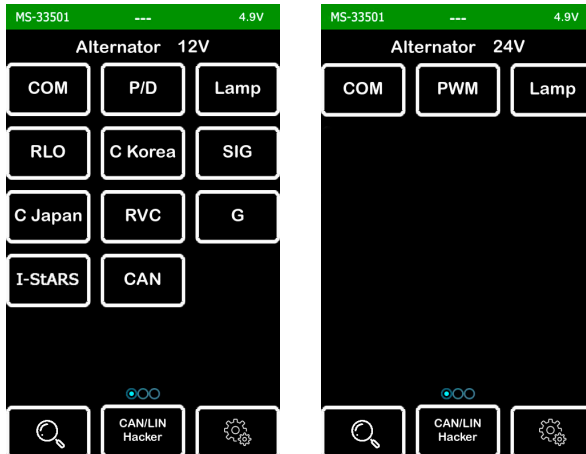 MS-33501 --- 4.9V
Alternator 12V
COM P/D Lamp
RLO C Korea SIG
C Japan RVC G
I-StARS CAN
CAN/LIN
Hacker
MS-33501 --- 4.9V
Alternator 24V
COM PWM Lamp
CAN/LIN
Hacker